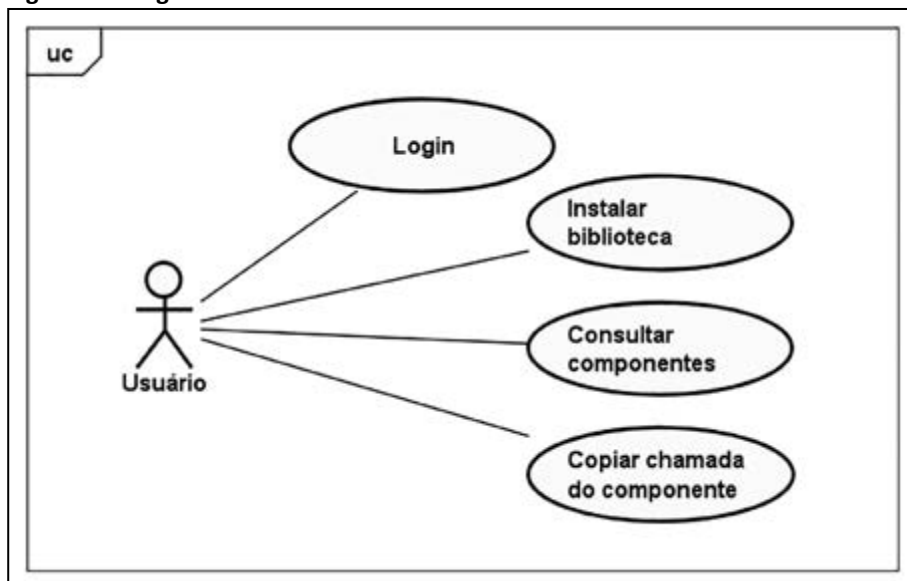 uc
Login
Instalar
biblioteca
Consultar
componentes
Usuário
Copiar chamada
do componente